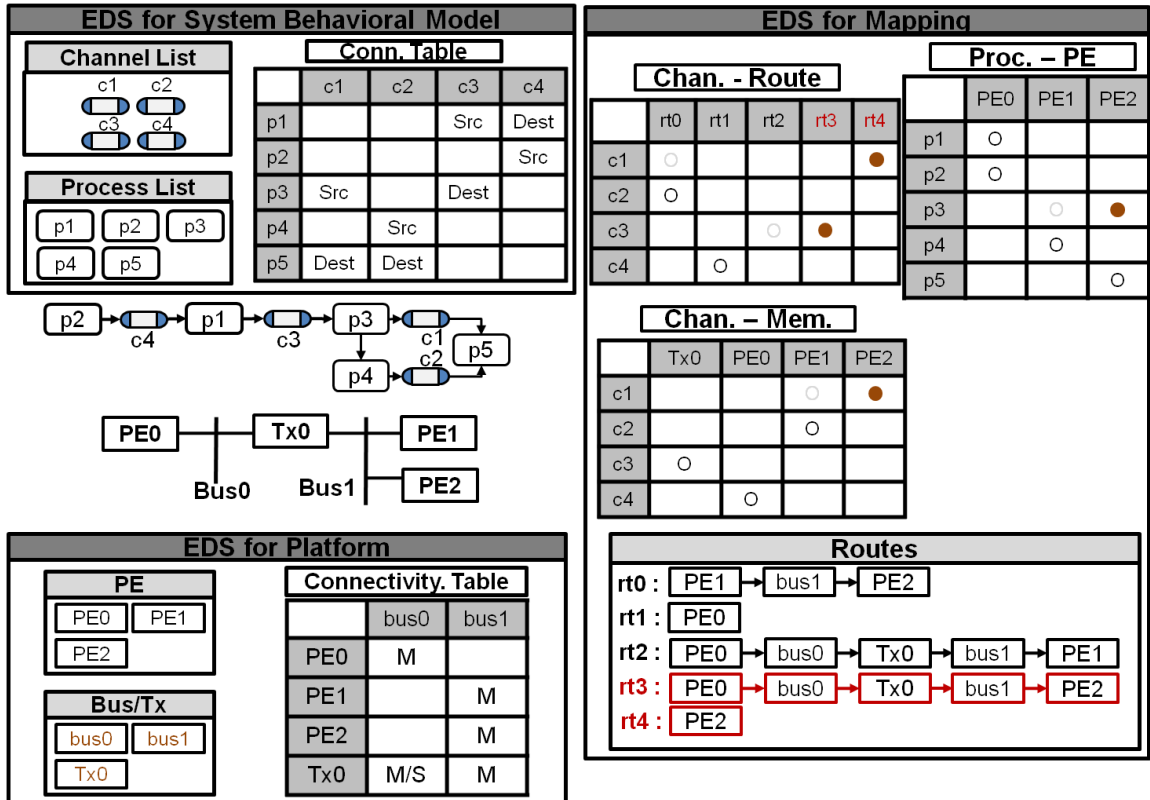 EDS for System Behavioral Model
Channel List
c1 c2
c3 c4
Process List
p1 p2 p3
p4 p5
Conn. Table
c1 c2 c3 c4
p1 Src Dest
p2 Src
p3 Src Dest
p4 Src
p5 Dest Dest
p2 c4 p1 c3 p3 c1 p5
p4 c2
PE0 Tx0 PE1
Bus0 Bus1 PE2
EDS for Platform
PE
PE0 PE1
PE2
Bus/Tx
bus0 bus1
Tx0
Connectivity. Table
bus0 bus1
PE0 M
PE1 M
PE2 M
Tx0 M/S M
EDS for Mapping
Chan. - Route
rt0 rt1 rt2 rt3 rt4
c1
c2
c3
c4
Proc. – PE
PE0 PE1 PE2
p1
p2
p3
p4
p5
Chan. – Mem.
Tx0 PE0 PE1 PE2
c1
c2
c3
c4
Routes
rt0 : PE1 bus1 PE2
rt1 : PE0
rt2 : PE0 bus0 Tx0 bus1 PE1
rt3 : PE0 bus0 Tx0 bus1 PE2
rt4 : PE2